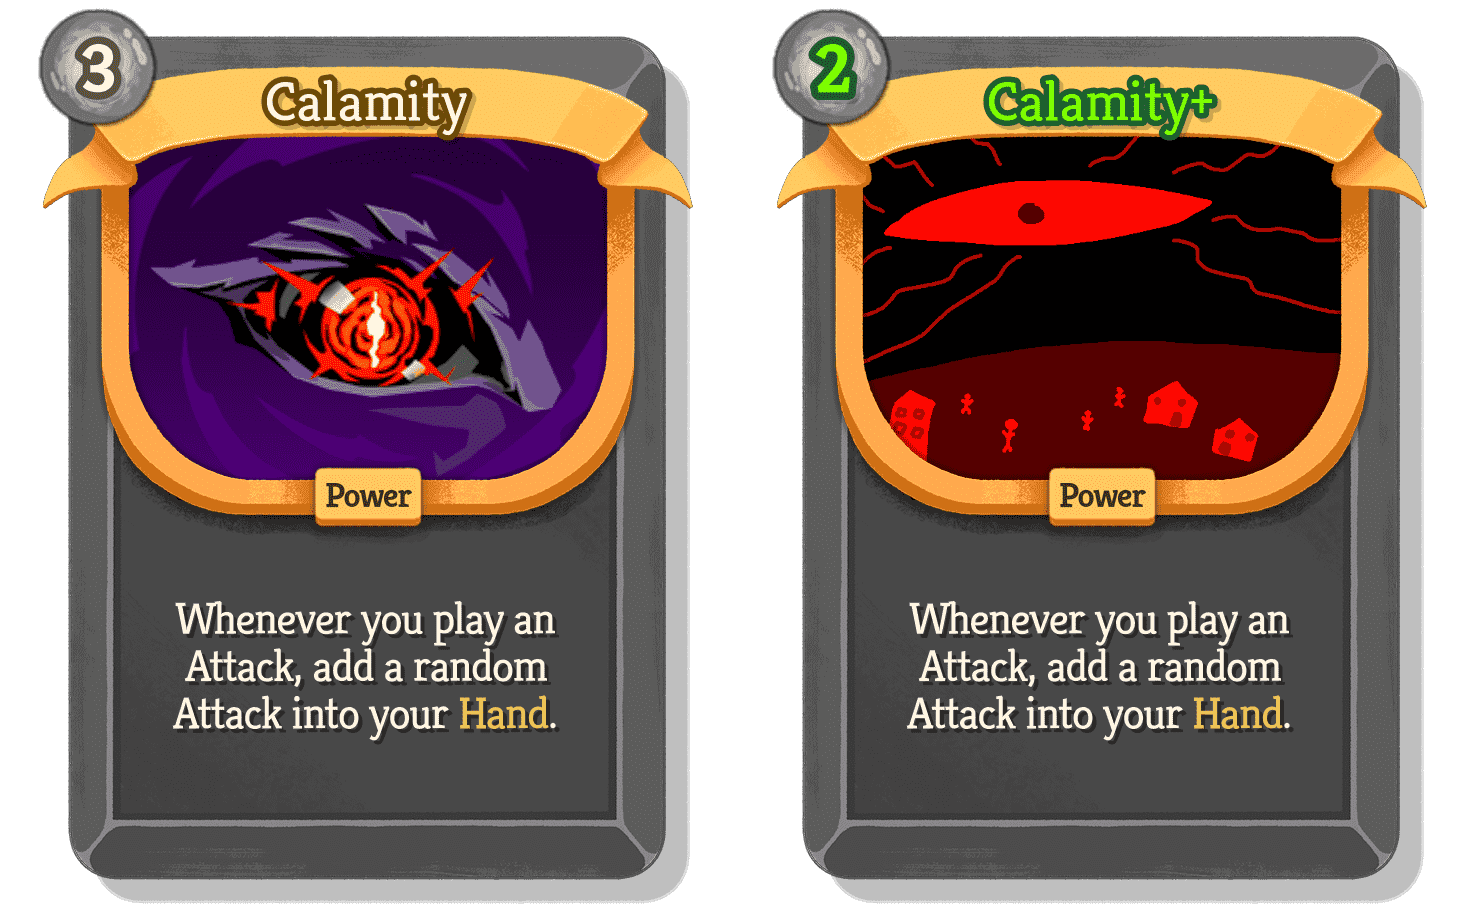 3
Calamity
Power
Whenever you play an
Attack, add a random
Attack into your Hand.
2
Calamity+
Power
Whenever you play an
Attack, add a random
Attack into your Hand.